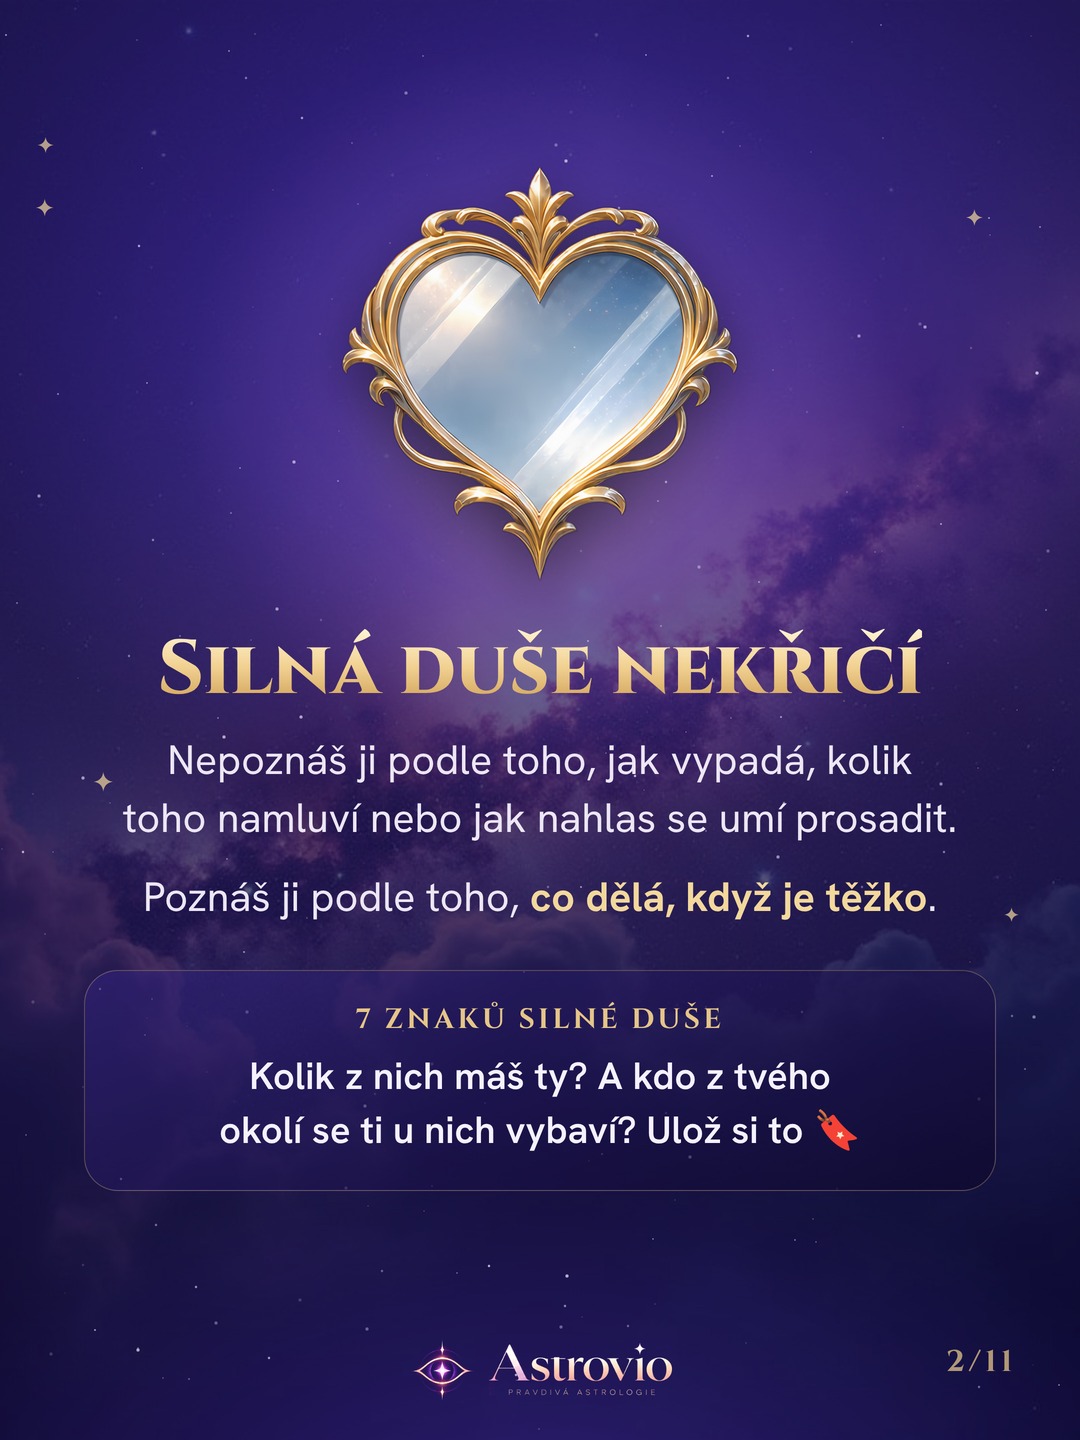 Silná duše nekřičí
Nepoznáš ji podle toho, jak vypadá, kolik
toho namluví nebo jak nahlas se umí prosadit.
Poznáš ji podle toho, co dělá, když je těžko.
7 ZNAKŮ SILNÉ DUŠE
Kolik z nich máš ty? A kdo z tvého
okolí se ti u nich vybaví? Ulož si to 🔖
Astrovio
PRAVDIVÁ ASTROLOGIE
2/11